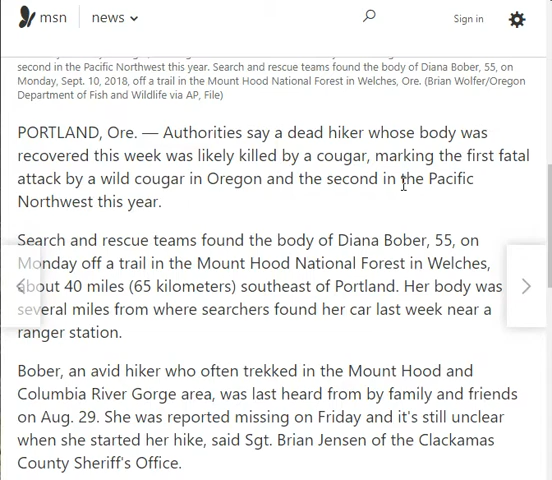 msn
news
Sign in
second in the Pacific Northwest this year. Search and rescue teams found the body of Diana Bober, 55, on
Monday, Sept. 10, 2018, off a trail in the Mount Hood National Forest in Welches, Ore. (Brian Wolfer/Oregon
Department of Fish and Wildlife via AP, File)
PORTLAND, Ore. — Authorities say a dead hiker whose body was
recovered this week was likely killed by a cougar, marking the first fatal
attack by a wild cougar in Oregon and the second in the Pacific
Northwest this year.
Search and rescue teams found the body of Diana Bober, 55, on
Monday off a trail in the Mount Hood National Forest in Welches,
about 40 miles (65 kilometers) southeast of Portland. Her body was
several miles from where searchers found her car last week near a
ranger station.
Bober, an avid hiker who often trekked in the Mount Hood and
Columbia River Gorge area, was last heard from by family and friends
on Aug. 29. She was reported missing on Friday and it's still unclear
when she started her hike, said Sgt. Brian Jensen of the Clackamas
County Sheriff's Office.